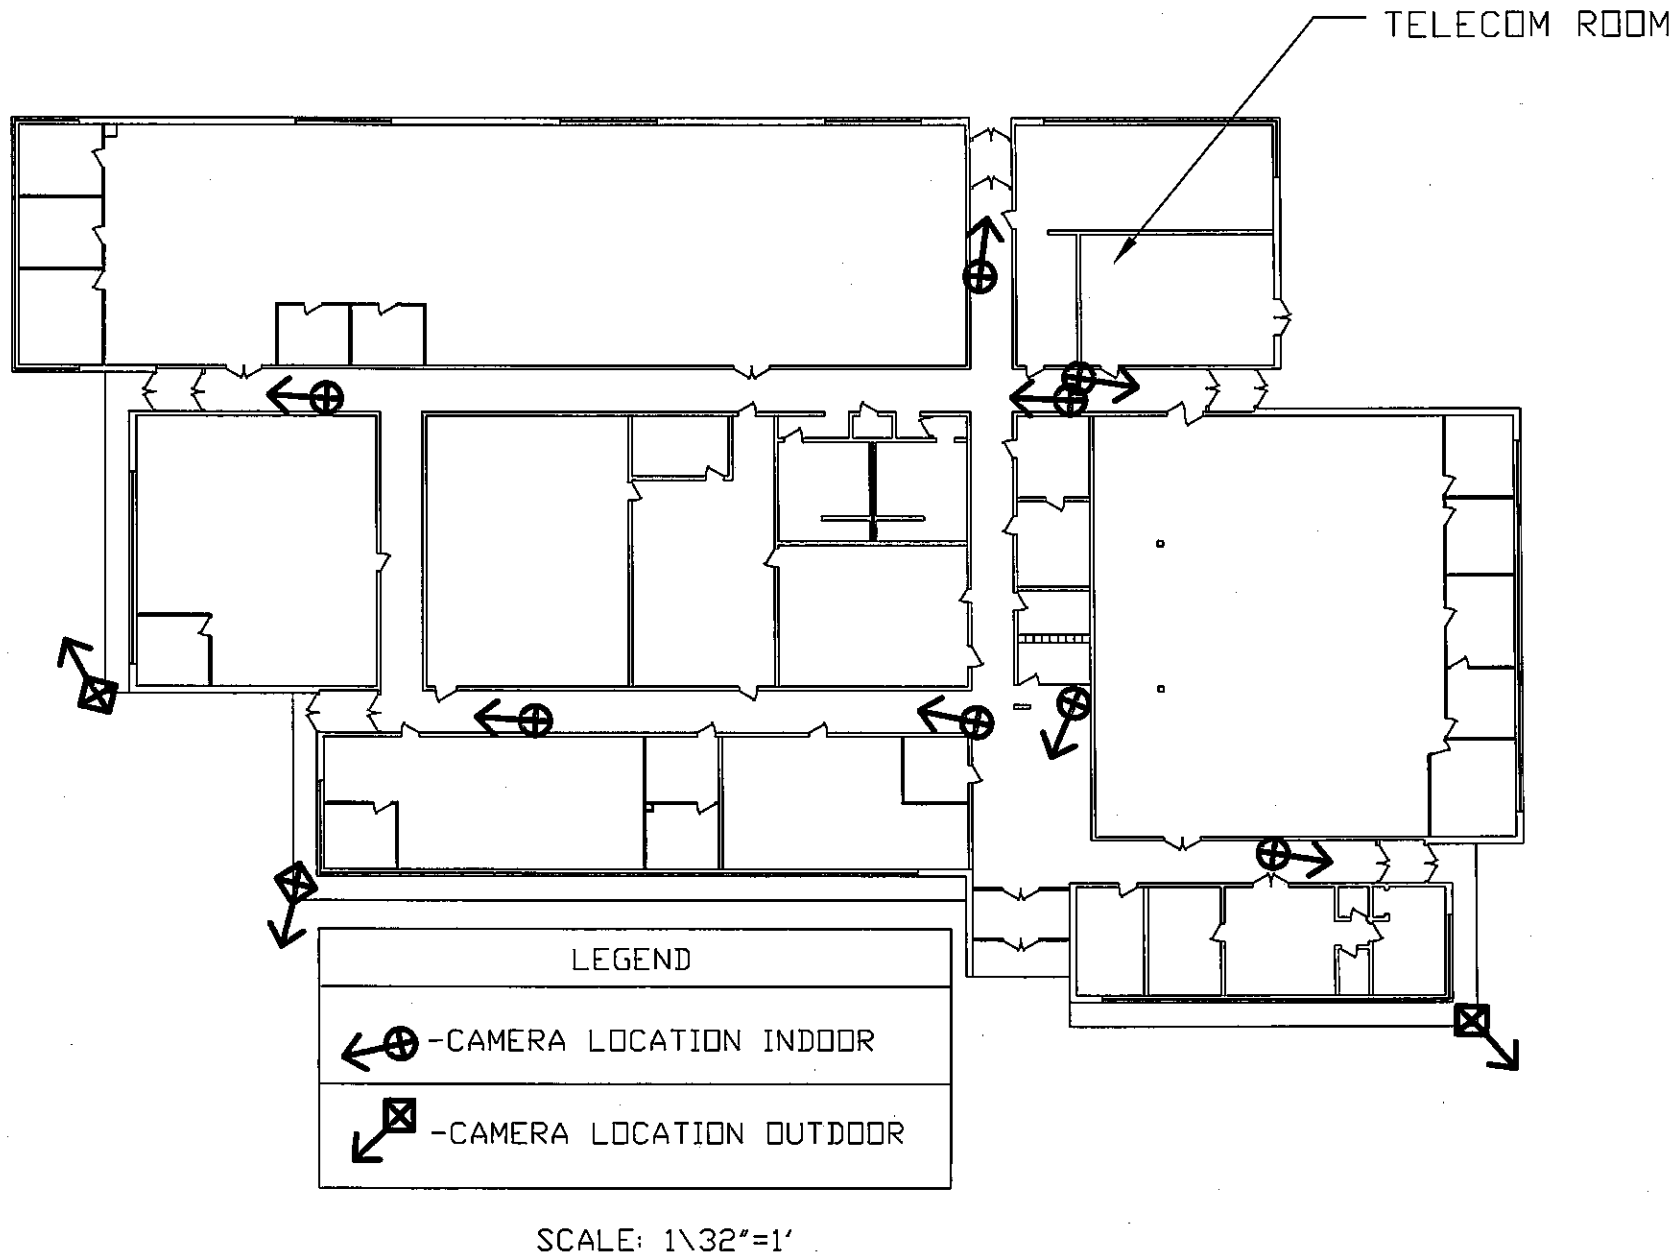 TELECOM ROOM
LEGEND
-CAMERA LOCATION INDOOR
-CAMERA LOCATION OUTDOOR
SCALE: 1\32"=1'